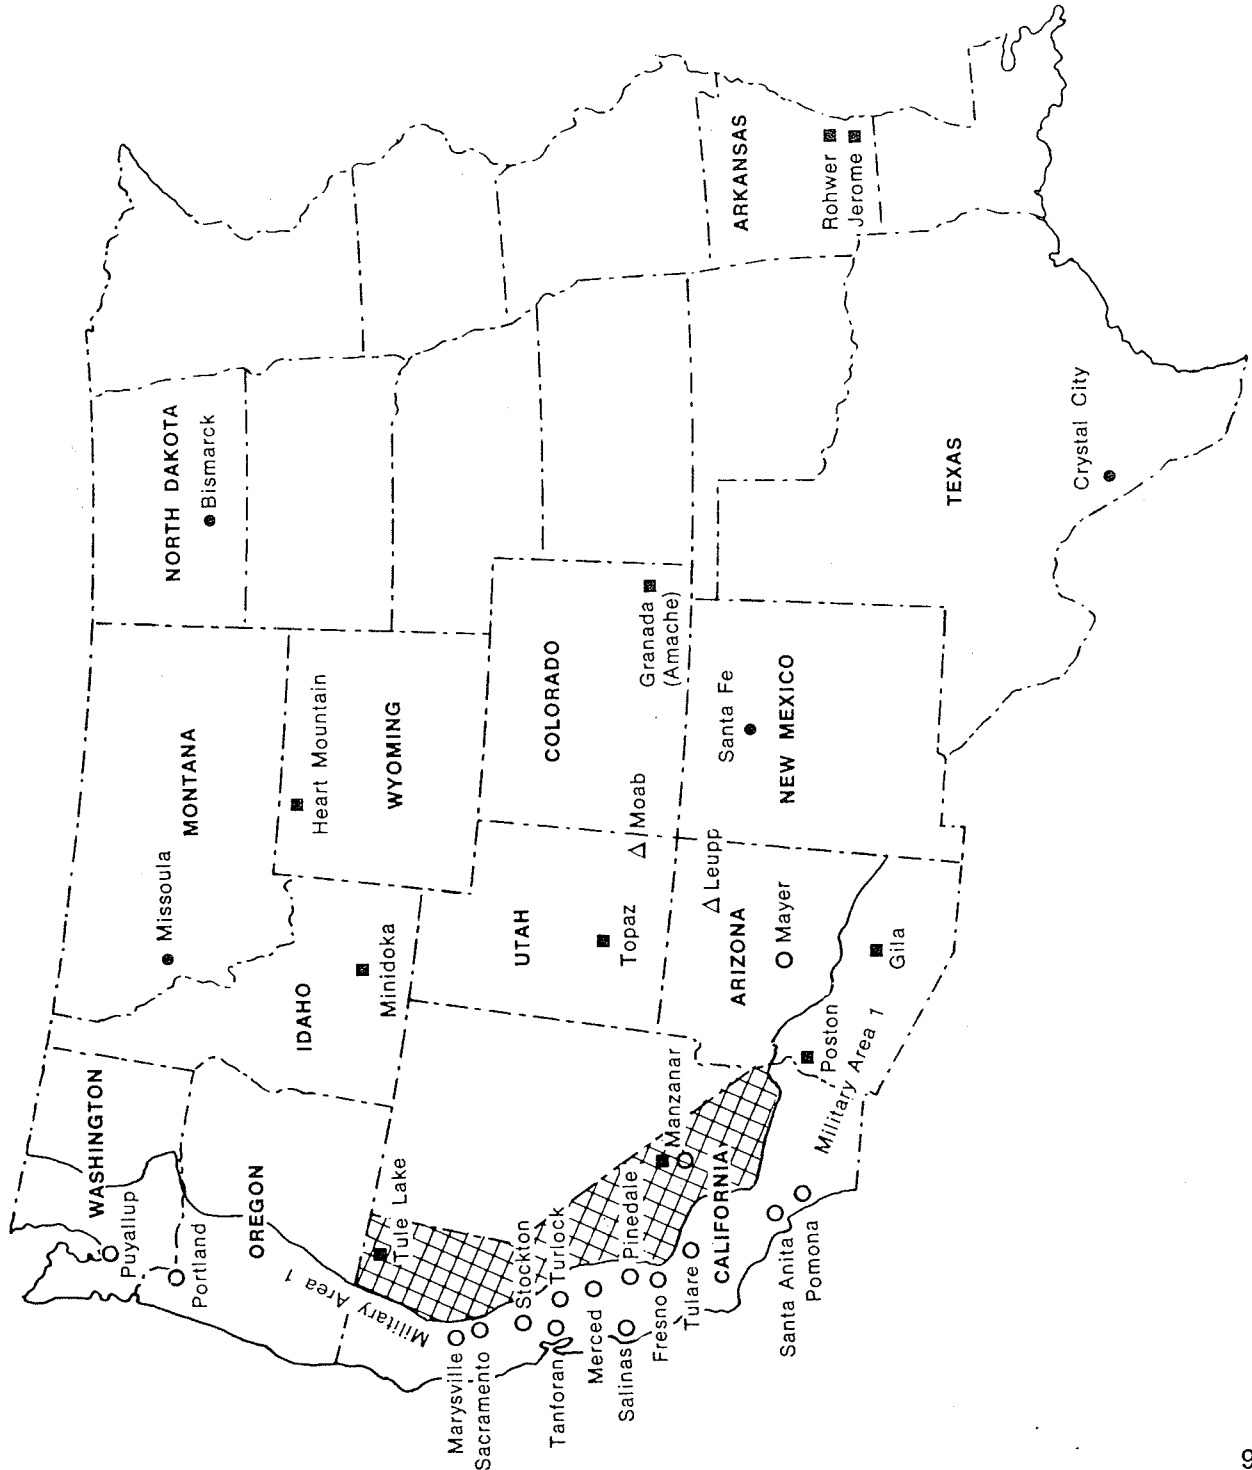 WASHINGTON
Puyallup
Portland
OREGON
Military Area 1
Tule Lake
Marysville
Sacramento
Stockton
Tanforan
Turlock
Merced
Salinas
Pinedale
Fresno
Tulare
Manzanar
CALIFORNIA
Santa Anita
Pomona
Military Area 1
MONTANA
Missoula
IDAHO
Minidoka
WYOMING
Heart Mountain
UTAH
Topaz
Moab
ARIZONA
Leupp
Mayer
Poston
Gila
NORTH DAKOTA
Bismarck
COLORADO
Granada
(Amache)
NEW MEXICO
Santa Fe
TEXAS
Crystal City
ARKANSAS
Rohwer
Jerome
9